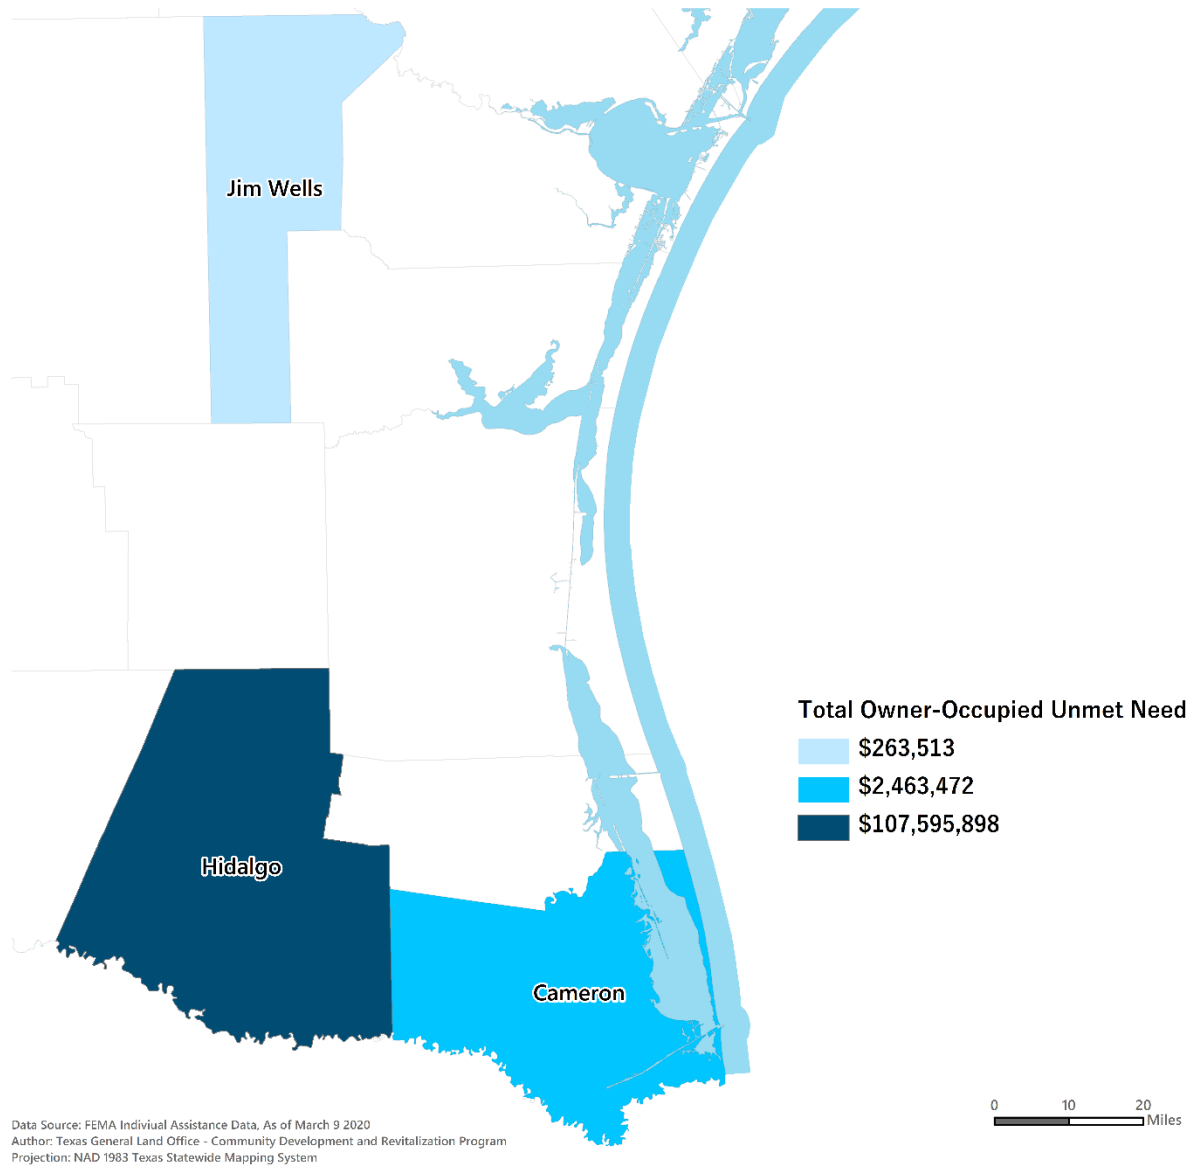 Jim Wells
Total Owner-Occupied Unmet Need
$263,513
$2,463,472
$107,595,898
Hidalgo
Cameron
0 10 20
Miles
Data Source: FEMA Indiviual Assistance Data, As of March 9 2020
Author: Texas General Land Office - Community Development and Revitalization Program
Projection: NAD 1983 Texas Statewide Mapping System